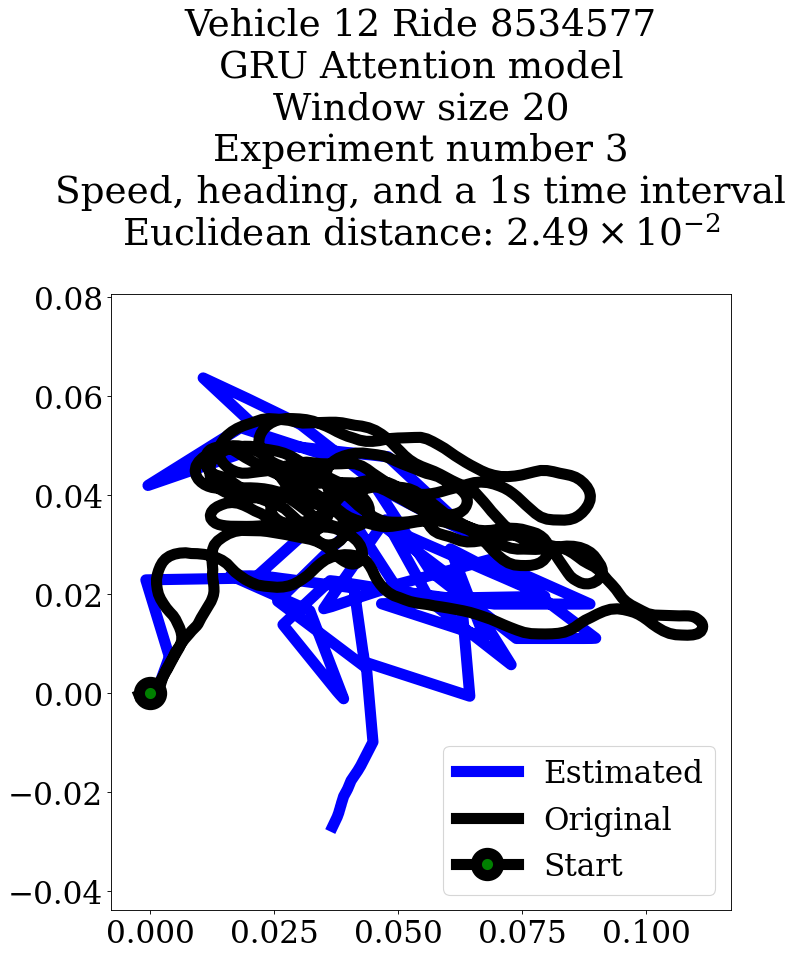 Vehicle 12 Ride 8534577
GRU Attention model
Window size 20
Experiment number 3
Speed, heading, and a 1s time interval
Euclidean distance: 2.49 × 10⁻²
0.08
0.06
0.04
0.02
0.00
−0.02
−0.04
Estimated
Original
Start
0.000 0.025 0.050 0.075 0.100